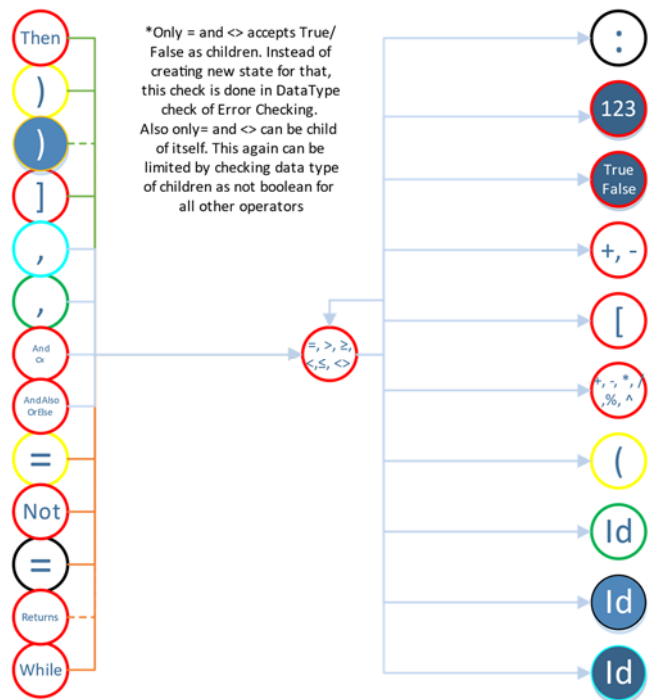 Then
)
)
]
,
,
And
Or
AndAlso
OrElse
=
Not
=
Returns
While
*Only = and <> accepts True/
False as children. Instead of
creating new state for that,
this check is done in DataType
check of Error Checking.
Also only= and <> can be child
of itself. This again can be
limited by checking data type
of children as not boolean for
all other operators
=, >, ≥,
<,≤, <>
:
123
True
False
+, -
[
+, -, *, /
,%, ^
(
Id
Id
Id